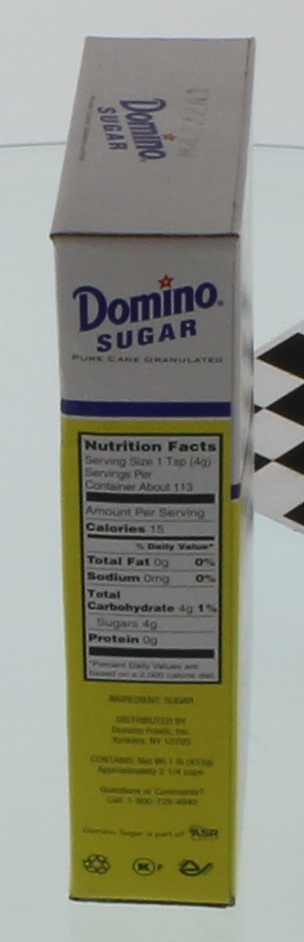 Domino
SUGAR
Domino
SUGAR
PURE CANE GRANULATED
Nutrition Facts
Serving Size 1 Tsp (4g)
Servings Per
Container About 113
Amount Per Serving
Calories 15
% Daily Value*
Total Fat 0g 0%
Sodium 0mg 0%
Total
Carbohydrate 4g 1%
Sugars 4g
Protein 0g
*Percent Daily Values are
based on a 2,000 calorie diet.
INGREDIENT: SUGAR
DISTRIBUTED BY
Domino Foods, Inc.
Yonkers, NY 10705
CONTAINS: Net Wt 1 lb (453g)
Approximately 2 1/4 cups
Questions or Comments?
Call: 1-800-729-4840
Domino Sugar is part of ASR
K P